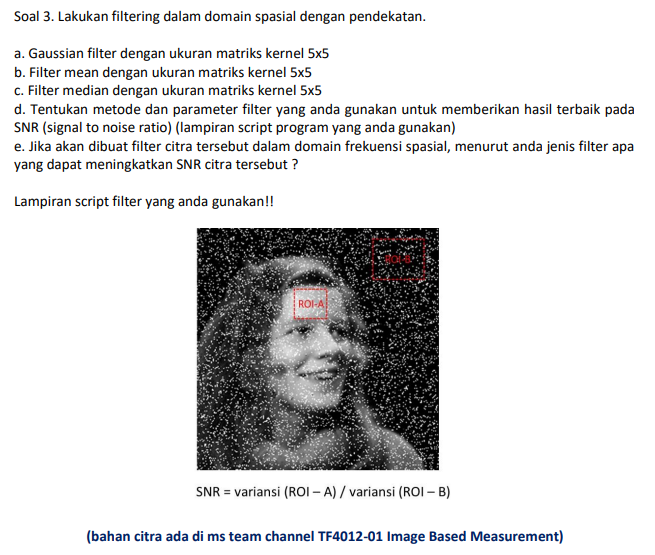 Soal 3. Lakukan filtering dalam domain spasial dengan pendekatan.
a. Gaussian filter dengan ukuran matriks kernel 5x5
b. Filter mean dengan ukuran matriks kernel 5x5
c. Filter median dengan ukuran matriks kernel 5x5
d. Tentukan metode dan parameter filter yang anda gunakan untuk memberikan hasil terbaik pada
SNR (signal to noise ratio) (lampiran script program yang anda gunakan)
e. Jika akan dibuat filter citra tersebut dalam domain frekuensi spasial, menurut anda jenis filter apa
yang dapat meningkatkan SNR citra tersebut ?
Lampiran script filter yang anda gunakan!!
ROI-B
ROI-A
SNR = variansi (ROI – A) / variansi (ROI – B)
(bahan citra ada di ms team channel TF4012-01 Image Based Measurement)